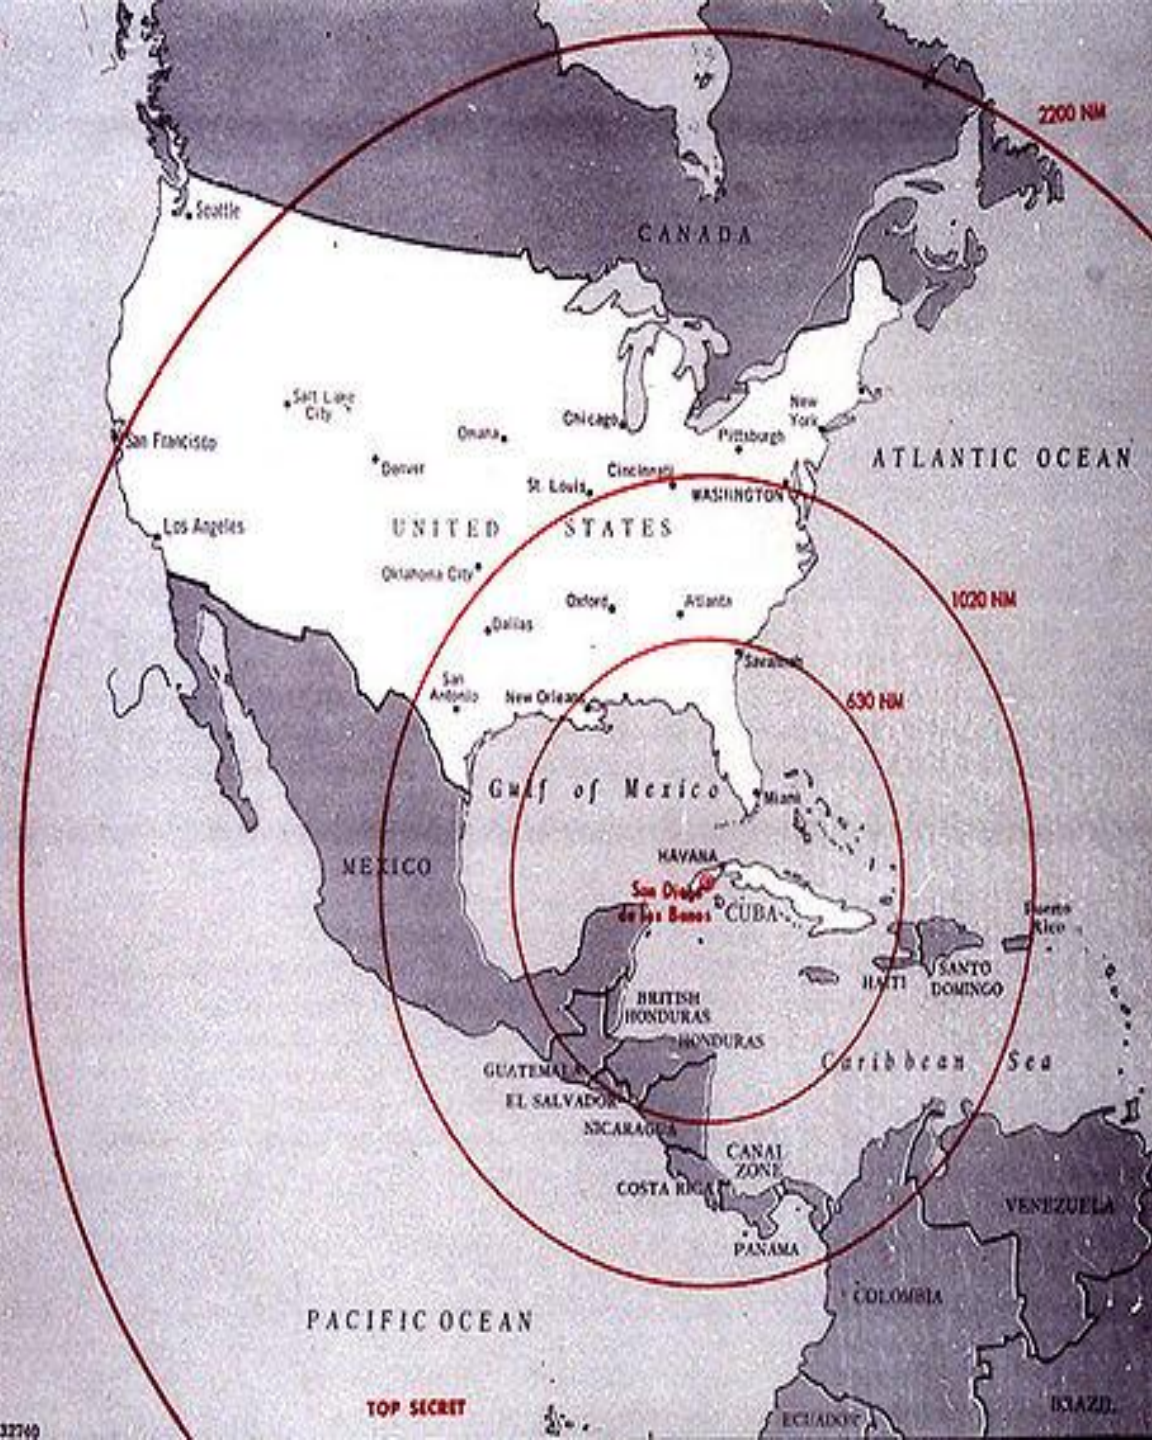 2200 NM
Seattle
CANADA
Salt Lake
City
New
York
Chicago
San Francisco
Omaha
Pittsburgh
Denver
Cincinnati
ATLANTIC OCEAN
St. Louis
WASHINGTON
Los Angeles
UNITED STATES
Oklahoma City
Oxford
Atlanta
1020 NM
Dallas
Savannah
San
Antonio
New Orleans
630 NM
Gulf of Mexico
Miami
HAVANA
MEXICO
San Diego
de los Banos
CUBA
Puerto
Rico
HAITI
SANTO
DOMINGO
BRITISH
HONDURAS
HONDURAS
GUATEMALA
Caribbean Sea
EL SALVADOR
NICARAGUA
CANAL
ZONE
COSTA RICA
VENEZUELA
PANAMA
COLOMBIA
PACIFIC OCEAN
TOP SECRET
BRAZIL
ECUADOR
32740